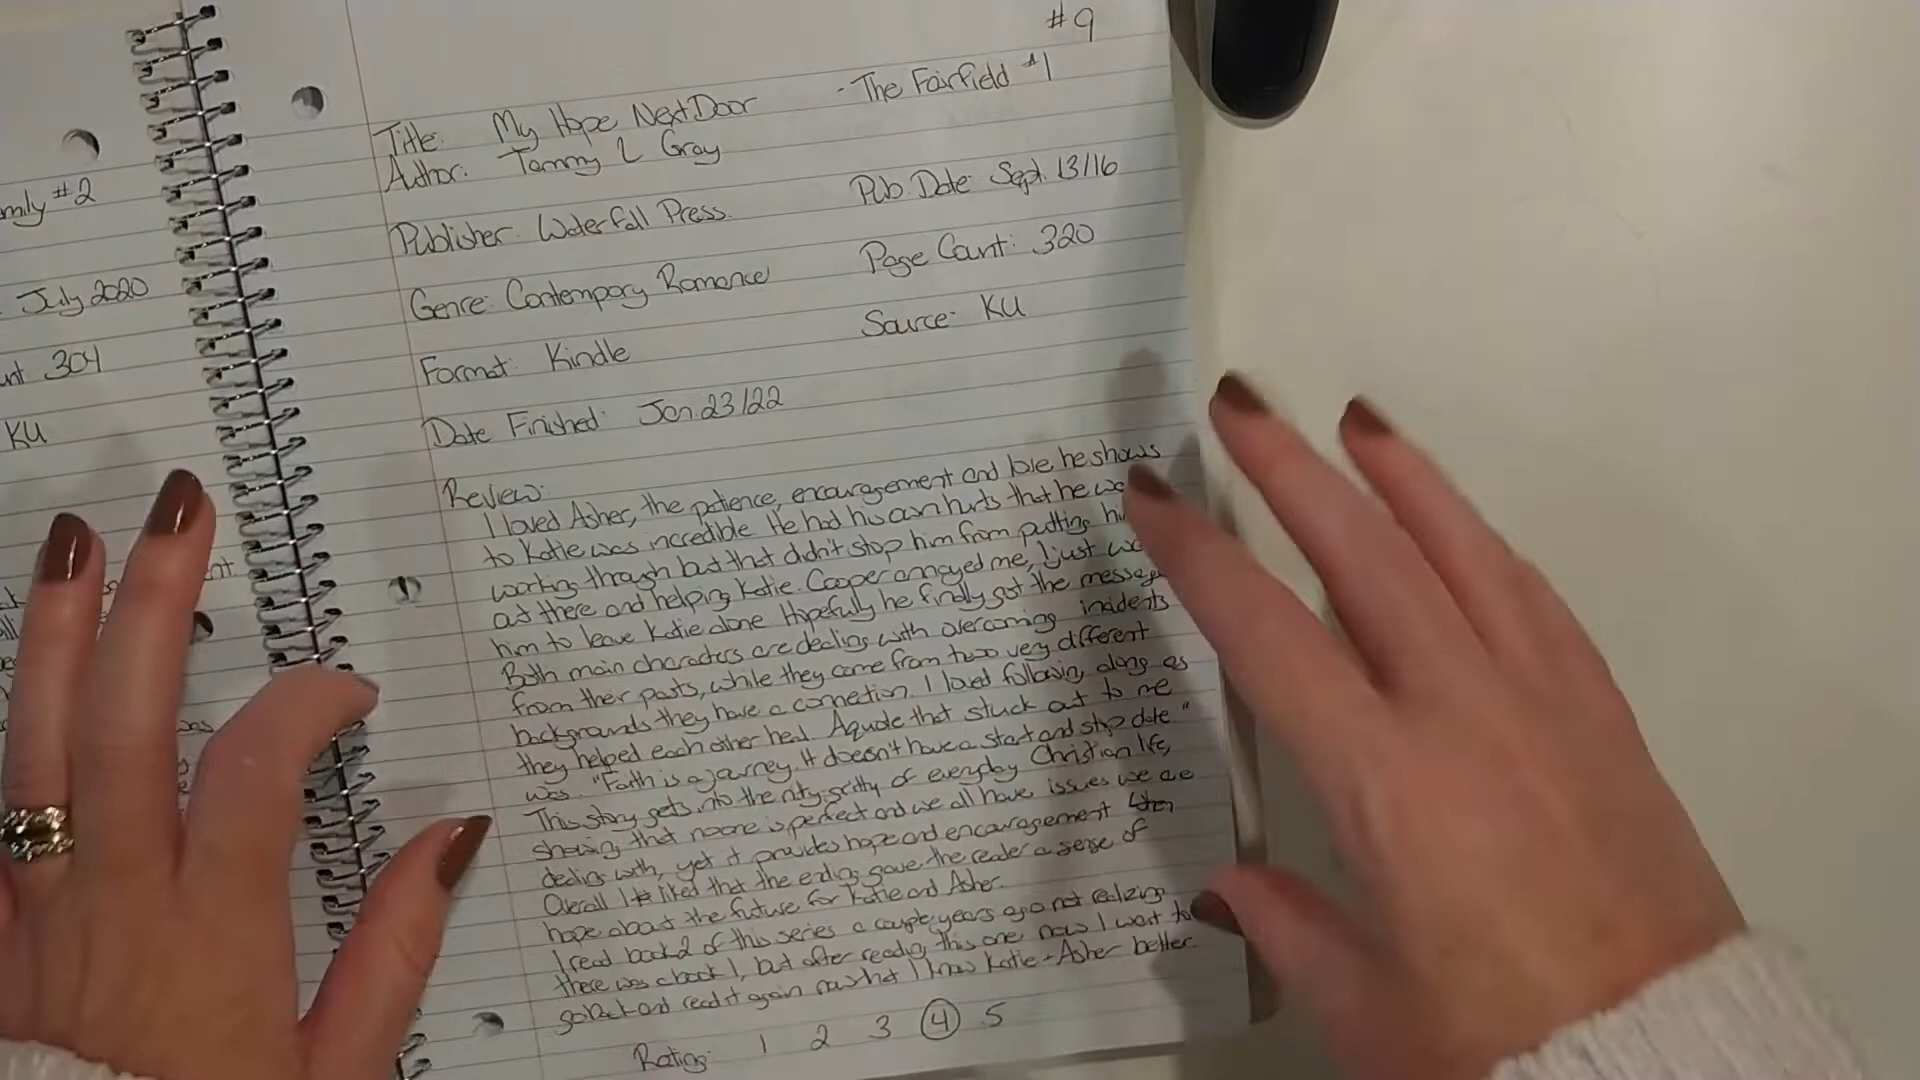 mily #2
July 2020
nt 304
KU
nt.
#9
Title: My Hope Next Door - The Fairfield #1
Author: Tammy L Gray
Publisher: Waterfall Press Pub Date: Sept. 13/16
Genre: Contempory Romance Page Count: 320
Format: Kindle Source: KU
Date Finished: Jan. 23/22
Review:
I loved Asher, the patience, encouragement and love he shows
to Katie was incredible. He had his own hurts that he wa
working through but that didn't stop him from putting hi
out there and helping Katie. Cooper annoyed me, I just wa
him to leave Katie alone. Hopefully he finally got the message
Both main characters are dealing with overcoming incidents
from their pasts, while they come from two very different
backgrounds they have a connection. I loved following along as
they helped each other heal. A quote that stuck out to me
was. "Faith is a journey. It doesn't have a start and stop date."
This story gets into the nity-gritty of everyday Christian life,
showing that no one is perfect and we all have issues we are
dealing with, yet it provides hope and encouragement
Overall I liked that the ending gave the reader a sense of
hope about the future for Katie and Asher.
I read book 2 of this series a couple years ago not realizing
there was a book 1, but after reading this one now I want to
go back and read it again now that I know Katie + Asher better.
Rating: 1 2 3 4 5